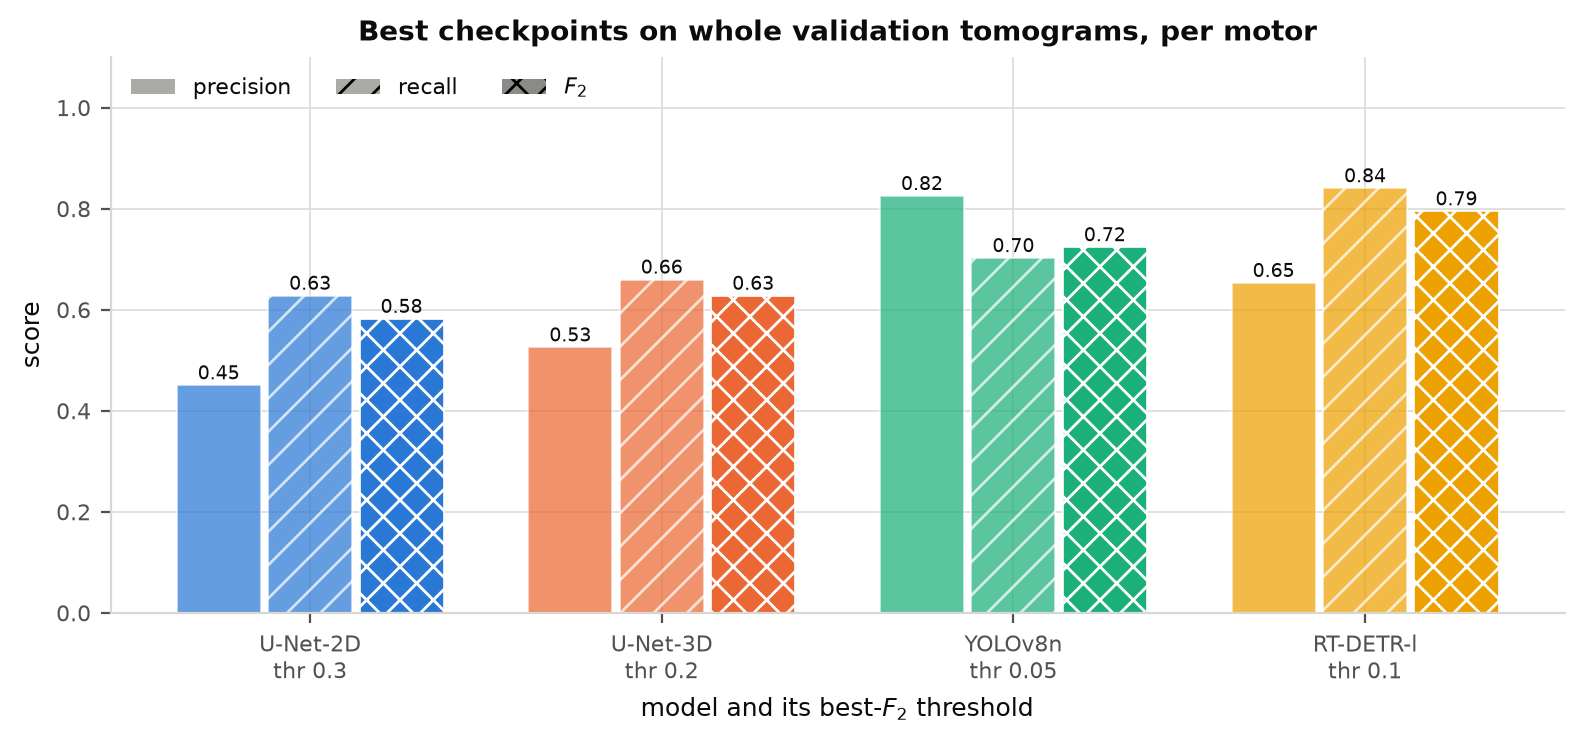 Best checkpoints on whole validation tomograms, per motor
precision recall F₂
1.0
0.8
0.6
0.4
0.2
0.0
score
0.45 0.63 0.58
0.53 0.66 0.63
0.82 0.70 0.72
0.65 0.84 0.79
U-Net-2D
thr 0.3
U-Net-3D
thr 0.2
YOLOv8n
thr 0.05
RT-DETR-l
thr 0.1
model and its best-F₂ threshold